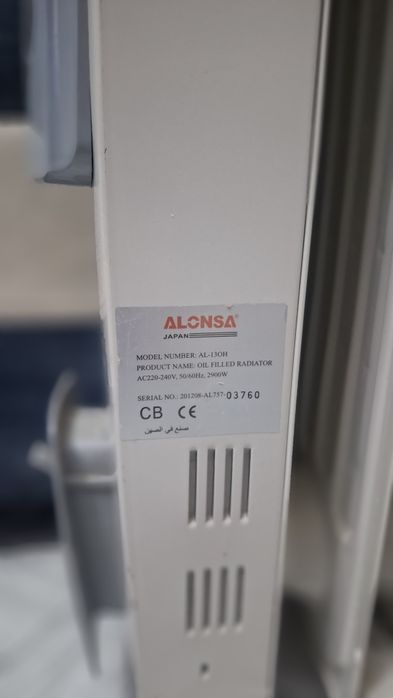 ALONSA
JAPAN
MODEL NUMBER: AL-13OH
PRODUCT NAME: OIL FILLED RADIATOR
AC220-240V, 50/60Hz, 2900W
SERIAL NO.: 201208-AL757-03760
CB CE
صنع في الصين